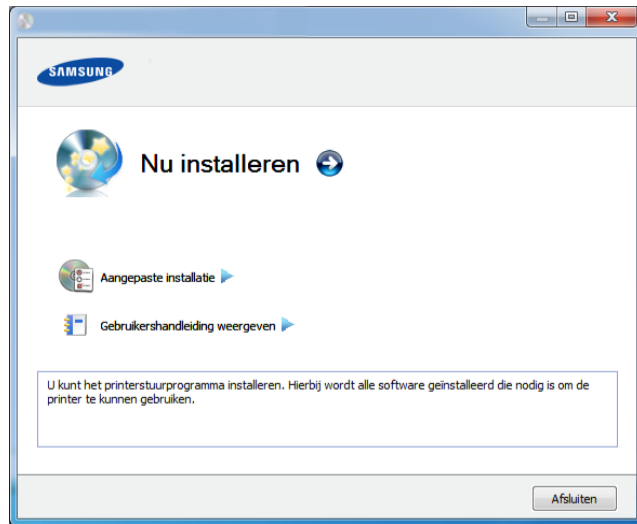 SAMSUNG
Nu installeren
Aangepaste installatie
Gebruikershandleiding weergeven
U kunt het printerstuurprogramma installeren. Hierbij wordt alle software geïnstalleerd die nodig is om de
printer te kunnen gebruiken.
Afsluiten